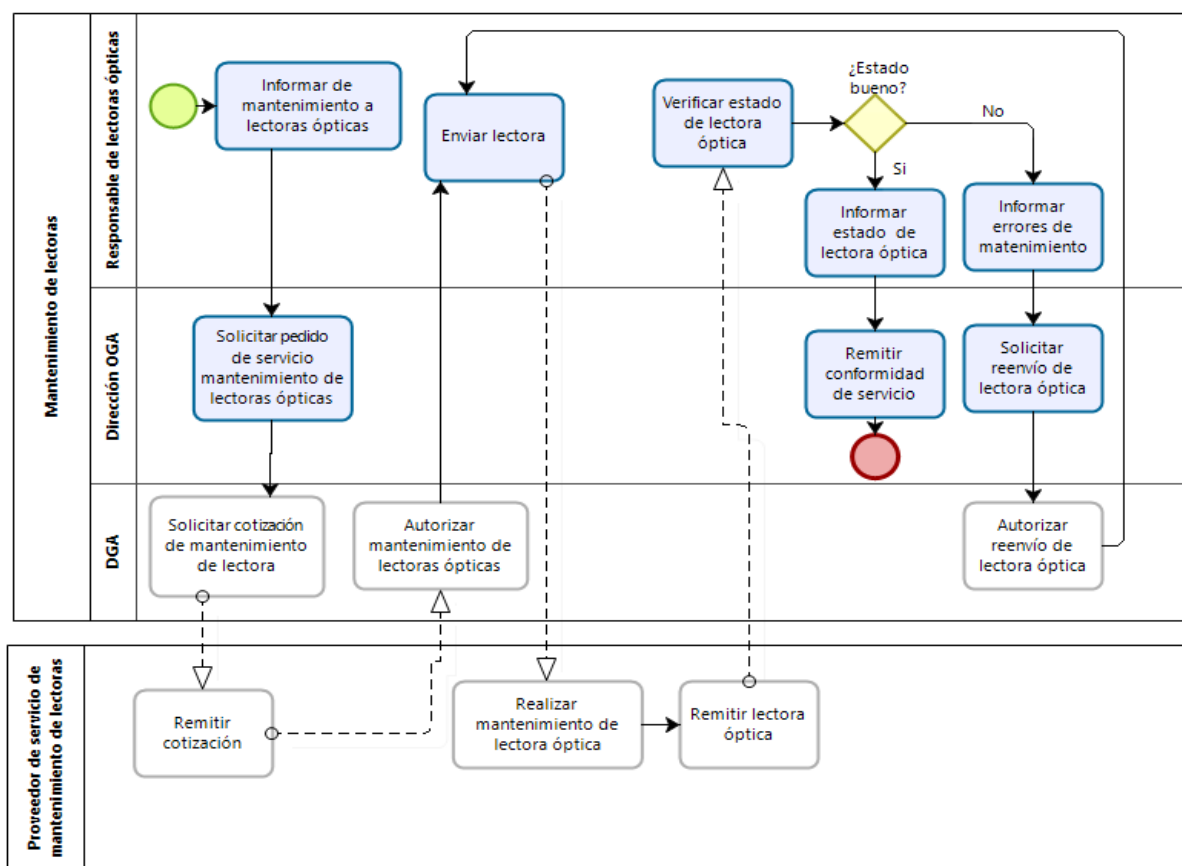 Mantenimiento de lectoras
Responsable de lectoras ópticas
Informar de
mantenimiento a
lectoras ópticas
Enviar lectora
Verificar estado
de lectora
óptica
¿Estado
bueno?
No
Si
Informar
estado de
lectora óptica
Informar
errores de
matenimiento
Dirección OGA
Solicitar pedido
de servicio
mantenimiento de
lectoras ópticas
Remitir
conformidad
de servicio
Solicitar
reenvío de
lectora óptica
DGA
Solicitar cotización
de mantenimiento
de lectora
Autorizar
mantenimiento de
lectoras ópticas
Autorizar
reenvío de
lectora óptica
Proveedor de servicio de
mantenimiento de lectoras
Remitir
cotización
Realizar
mantenimiento de
lectora óptica
Remitir lectora
óptica